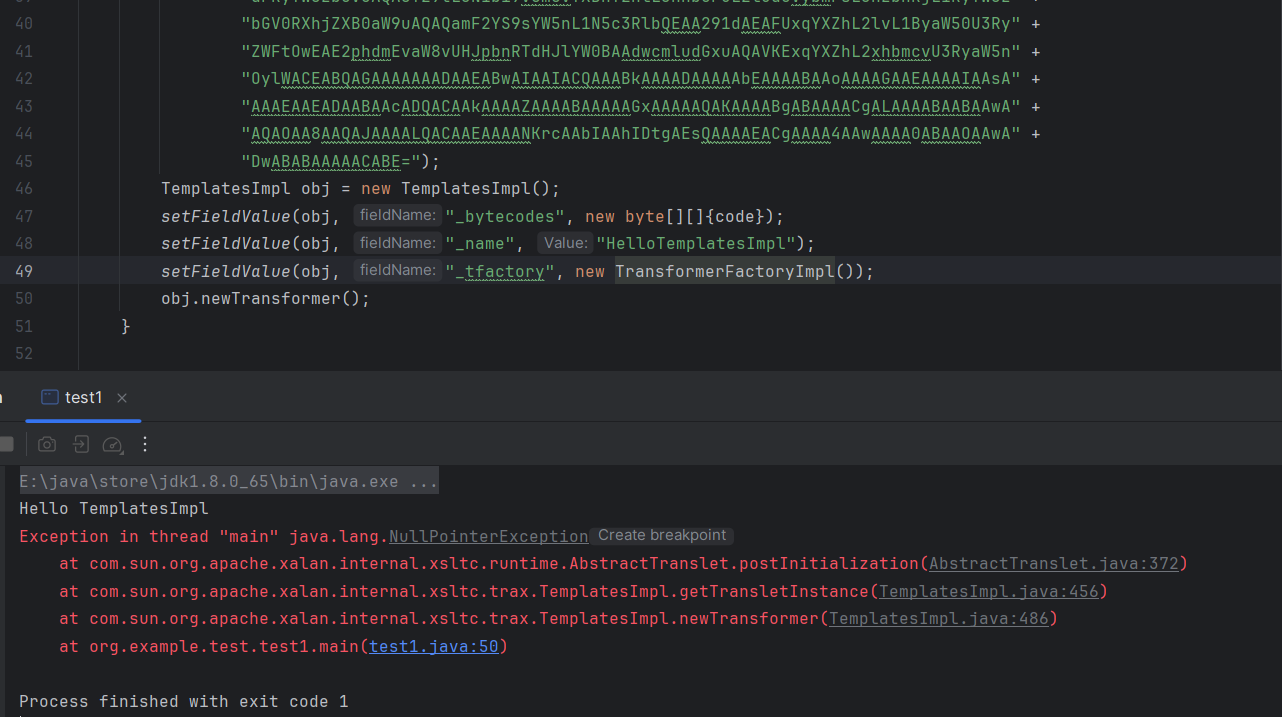 40 "bGV0RXhjZXB0aW9uAQAQamF2YS9sYW5nL1N5c3RlbQEAA291dAEAFUxqYXZhL2lvL1ByaW50U3Ry" +
41 "ZWFtOwEAE2phdmEvaW8vUHJpbnRTdHJlYW0BAAdwcmludGxuAQAVKExqYXZhL2xhbmcvU3RyaW5n" +
42 "OylWACEABQAGAAAAAAADAAEABwAIAAIACQAAABkAAAADAAAAAbEAAAABAAoAAAAGAAEAAAAIAAsA" +
43 "AAAEAAEADAABAAcADQACAAkAAAAZAAAABAAAAAGxAAAAAQAKAAAABgABAAAACgALAAAABAABAAwA" +
44 "AQAOAA8AAQAJAAAALQACAAEAAAANKrcAAbIAAhIDtgAEsQAAAAEACgAAAA4AAwAAAA0ABAAOAAwA" +
45 "DwABABAAAAACABE=");
46 TemplatesImpl obj = new TemplatesImpl();
47 setFieldValue(obj, fieldName: "_bytecodes", new byte[][]{code});
48 setFieldValue(obj, fieldName: "_name", Value: "HelloTemplatesImpl");
49 setFieldValue(obj, fieldName: "_tfactory", new TransformerFactoryImpl());
50 obj.newTransformer();
51 }
52
test1
E:\java\store\jdk1.8.0_65\bin\java.exe ...
Hello TemplatesImpl
Exception in thread "main" java.lang.NullPointerException Create breakpoint
at com.sun.org.apache.xalan.internal.xsltc.runtime.AbstractTranslet.postInitialization(AbstractTranslet.java:372)
at com.sun.org.apache.xalan.internal.xsltc.trax.TemplatesImpl.getTransletInstance(TemplatesImpl.java:456)
at com.sun.org.apache.xalan.internal.xsltc.trax.TemplatesImpl.newTransformer(TemplatesImpl.java:486)
at org.example.test.test1.main(test1.java:50)
Process finished with exit code 1